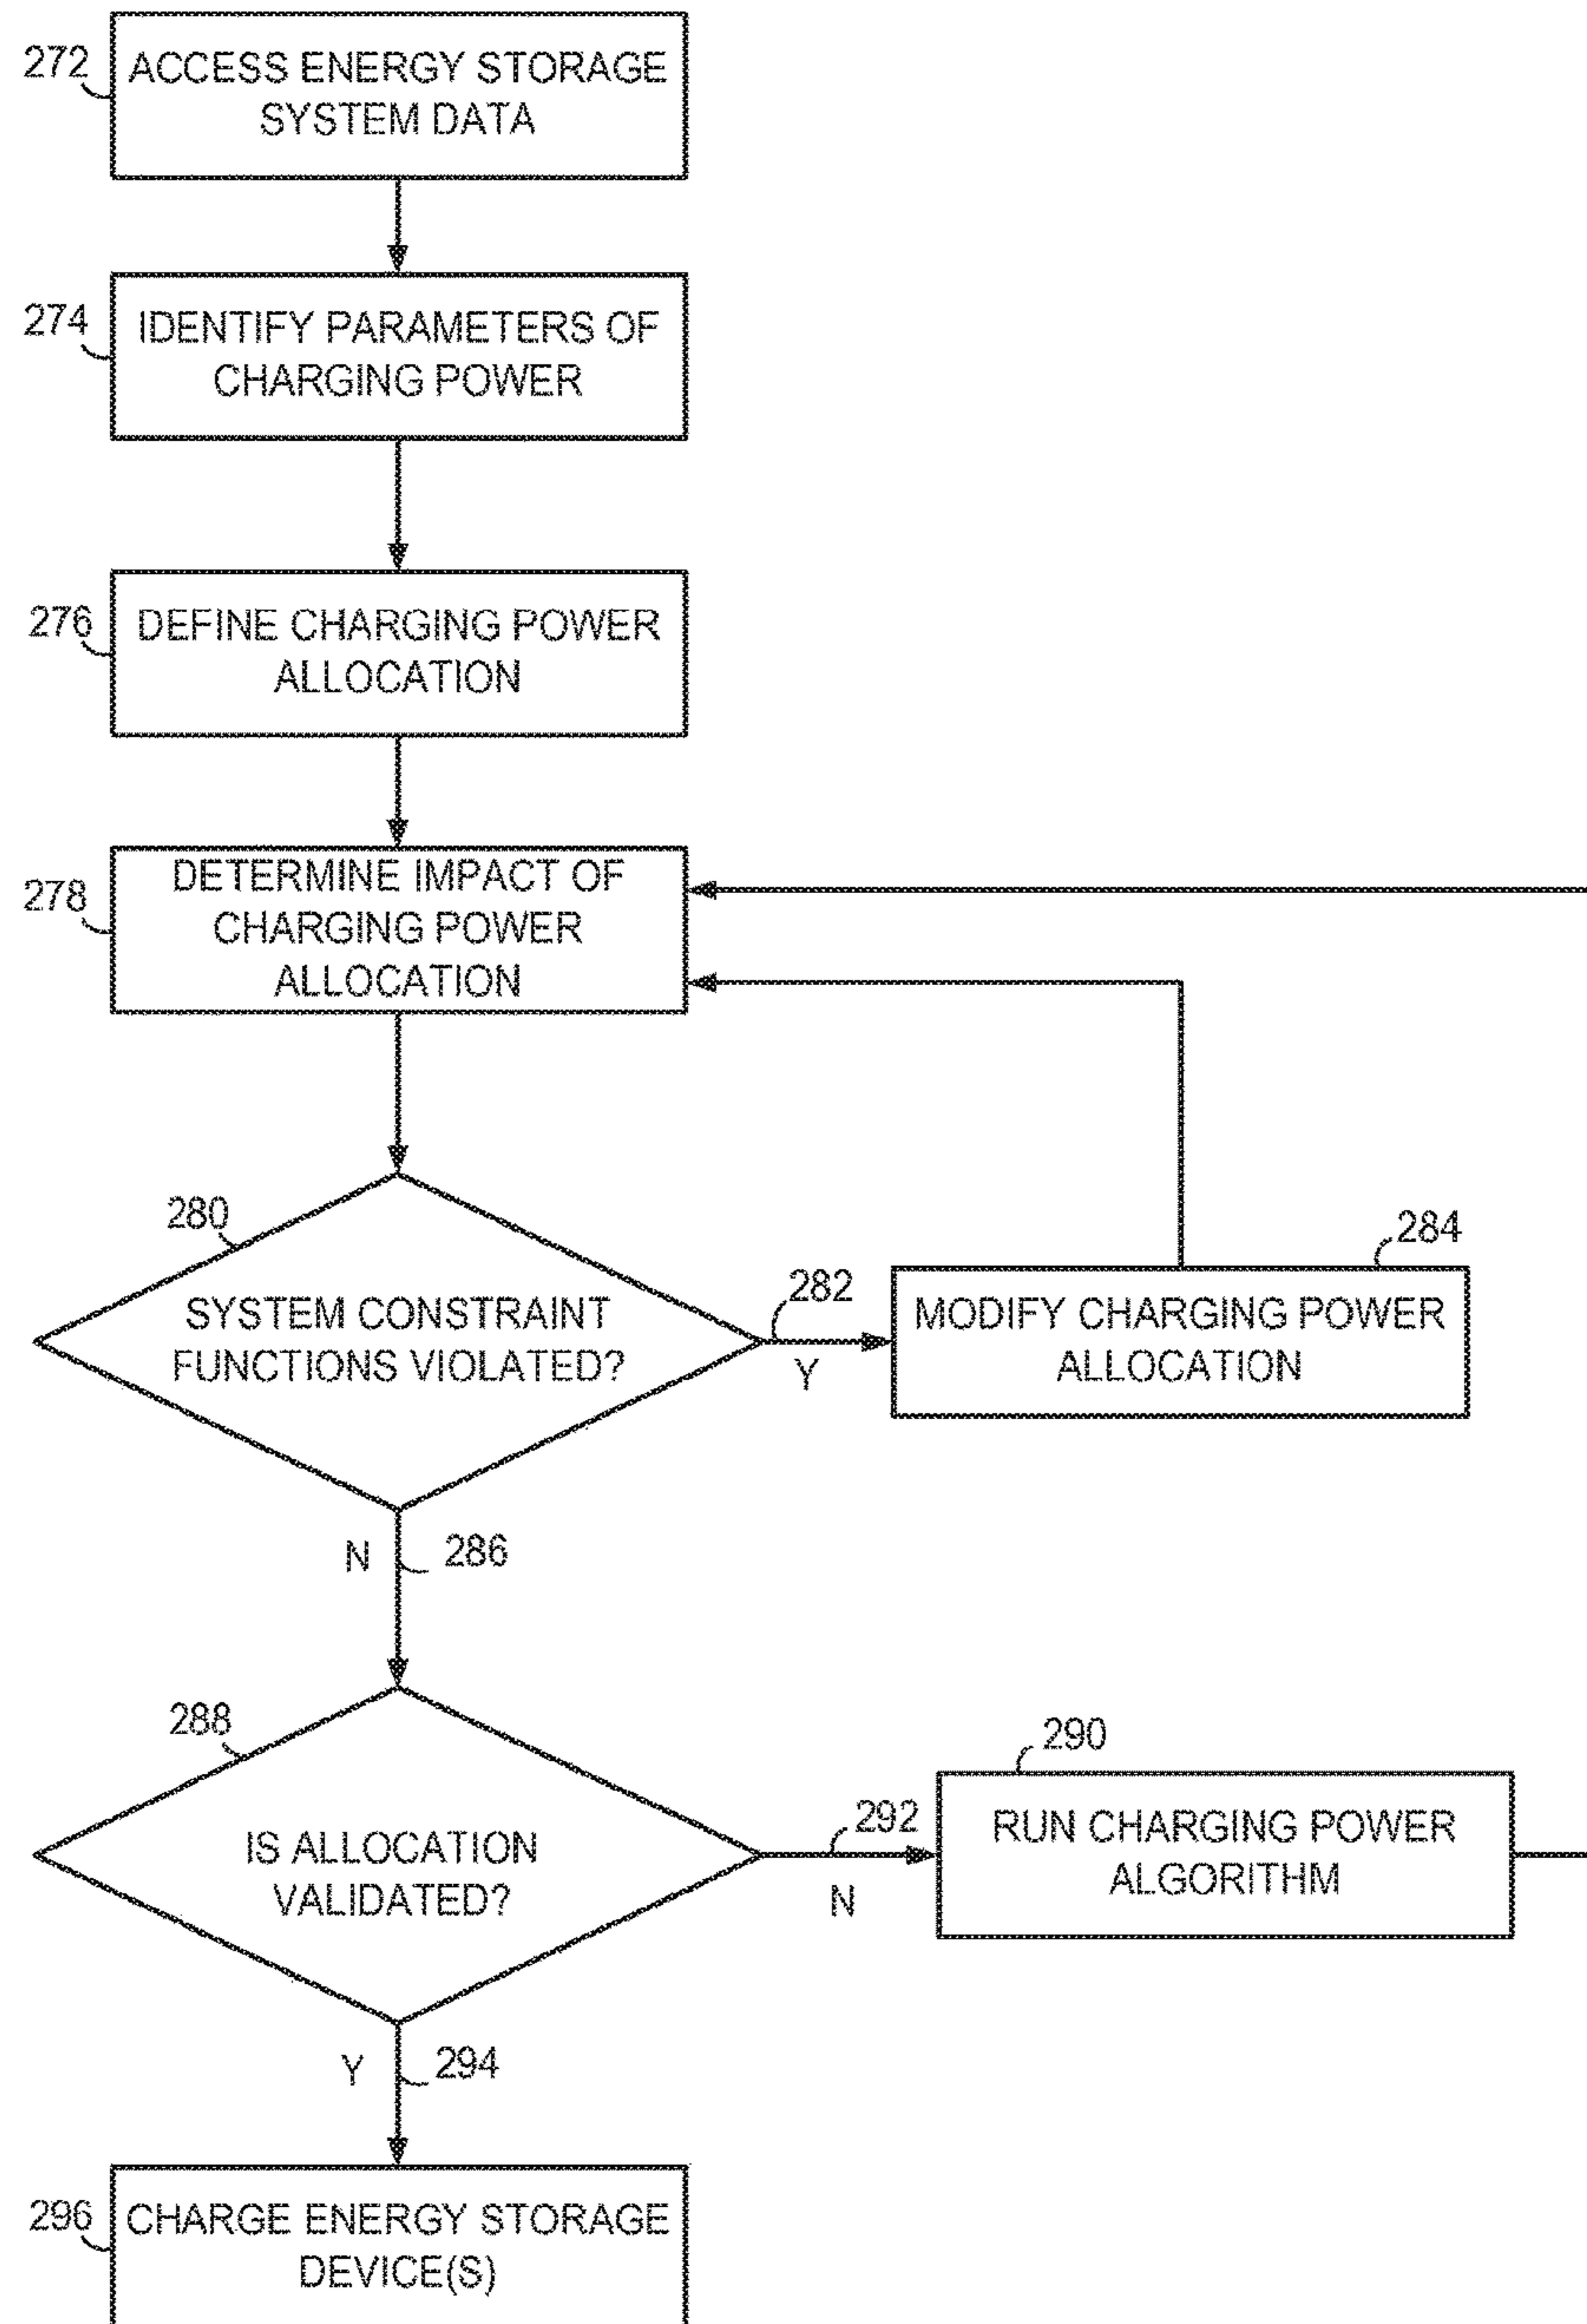 272
ACCESS ENERGY STORAGE
SYSTEM DATA
274
IDENTIFY PARAMETERS OF
CHARGING POWER
276
DEFINE CHARGING POWER
ALLOCATION
278
DETERMINE IMPACT OF
CHARGING POWER
ALLOCATION
280
SYSTEM CONSTRAINT
FUNCTIONS VIOLATED?
282
Y
284
MODIFY CHARGING POWER
ALLOCATION
N
286
288
IS ALLOCATION
VALIDATED?
292
N
290
RUN CHARGING POWER
ALGORITHM
Y
294
296
CHARGE ENERGY STORAGE
DEVICE(S)